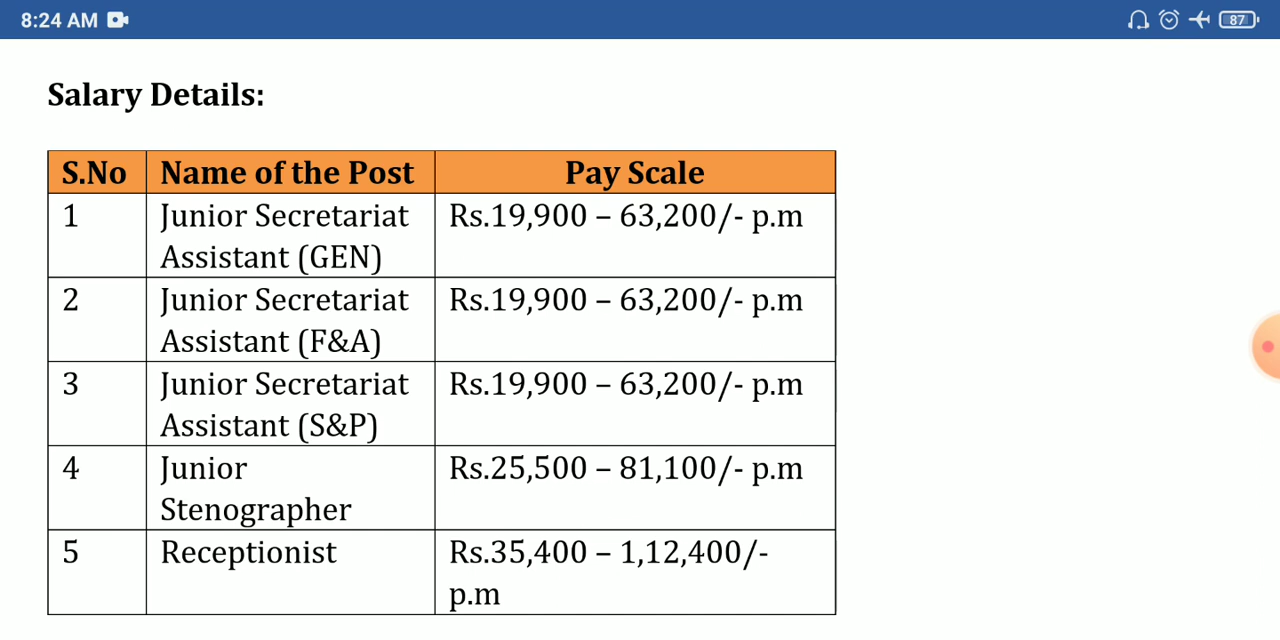 8:24 AM
87
Salary Details:
S.No Name of the Post Pay Scale
1 Junior Secretariat Rs.19,900 – 63,200/- p.m
Assistant (GEN)
2 Junior Secretariat Rs.19,900 – 63,200/- p.m
Assistant (F&A)
3 Junior Secretariat Rs.19,900 – 63,200/- p.m
Assistant (S&P)
4 Junior Rs.25,500 – 81,100/- p.m
Stenographer
5 Receptionist Rs.35,400 – 1,12,400/-
p.m